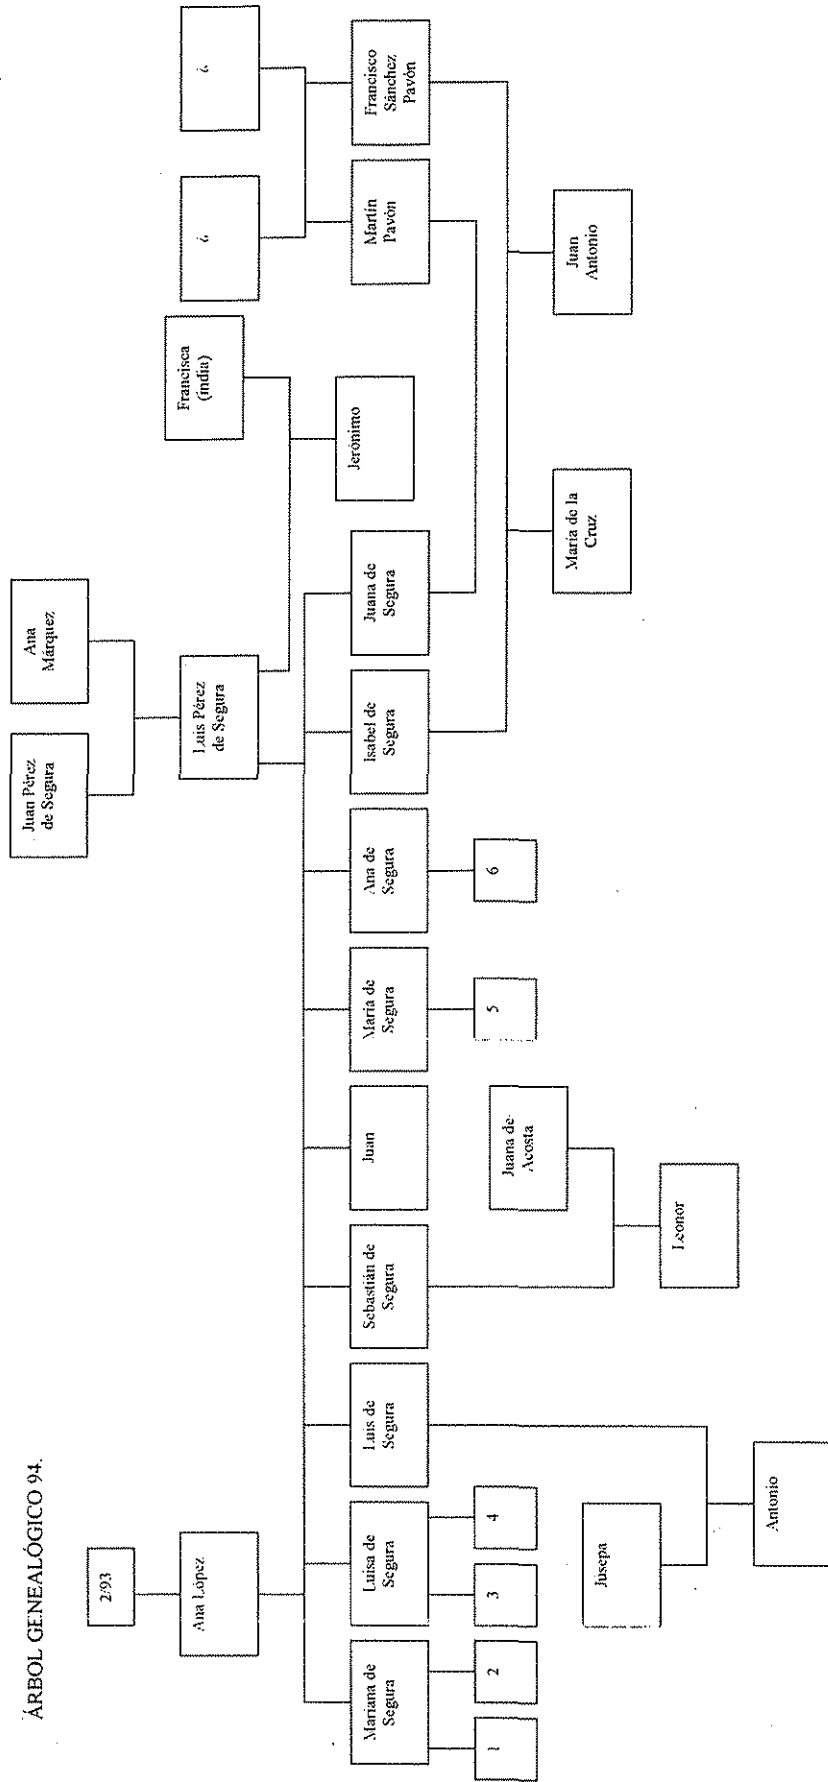 ÁRBOL GENEALÓGICO 94.
2/93
Ana López
Juan Pérez
de Segura
Ana
Márquez
Luis Pérez
de Segura
Francisca
(india)
¿
¿
Mariana de
Segura
Luisa de
Segura
Luis de
Segura
Sebastián de
Segura
Juan
María de
Segura
Ana de
Segura
Isabel de
Segura
Juana de
Segura
Jerónimo
Martín
Pavón
Francisco
Sánchez
Pavón
1
2
3
4
5
6
Juana de
Acosta
María de la
Cruz
Juan
Antonio
Júsepa
Leonor
Antonio